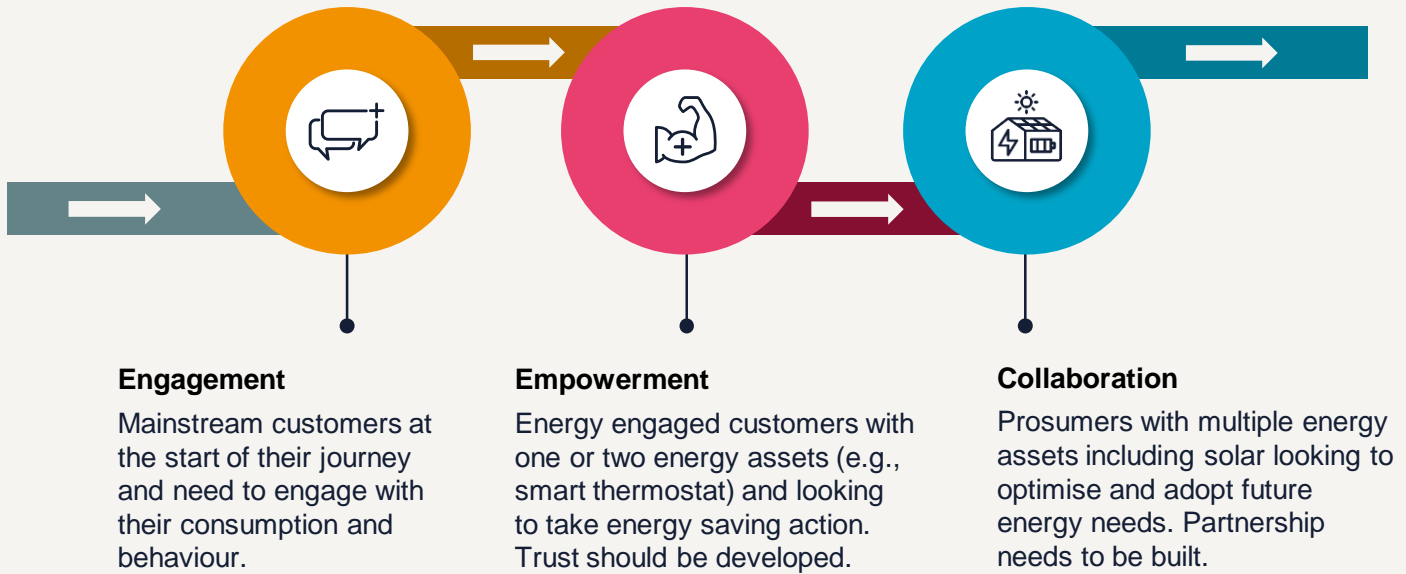 Engagement
Mainstream customers at
the start of their journey
and need to engage with
their consumption and
behaviour.
Empowerment
Energy engaged customers with
one or two energy assets (e.g.,
smart thermostat) and looking
to take energy saving action.
Trust should be developed.
Collaboration
Prosumers with multiple energy
assets including solar looking to
optimise and adopt future
energy needs. Partnership
needs to be built.